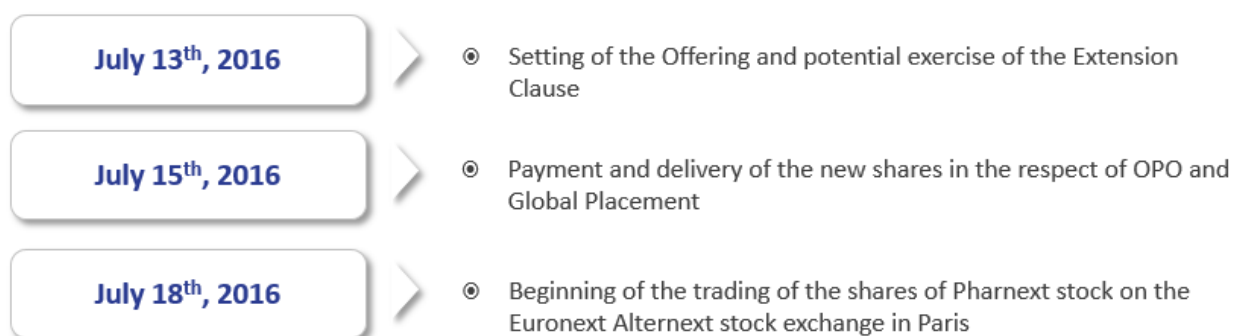 July 13th, 2016
Setting of the Offering and potential exercise of the Extension
Clause
July 15th, 2016
Payment and delivery of the new shares in the respect of OPO and
Global Placement
July 18th, 2016
Beginning of the trading of the shares of Pharnext stock on the
Euronext Alternext stock exchange in Paris